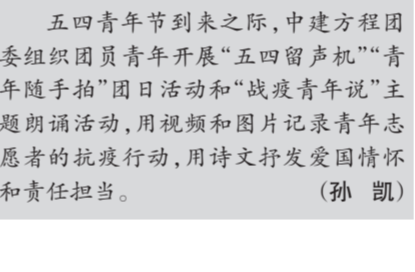 五四青年节到来之际，中建方程团
委组织团员青年开展“五四留声机”“青
年随手拍”团日活动和“战疫青年说”主
题朗诵活动，用视频和图片记录青年志
愿者的抗疫行动，用诗文抒发爱国情怀
和责任担当。 （孙 凯）